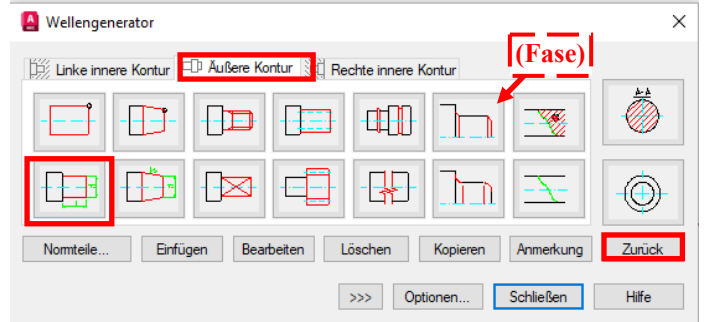 Wellengenerator
(Fase)
Linke innere Kontur Äußere Kontur Rechte innere Kontur
A-A
Normteile... Einfügen Bearbeiten Löschen Kopieren Anmerkung Zurück
>>> Optionen... Schließen Hilfe